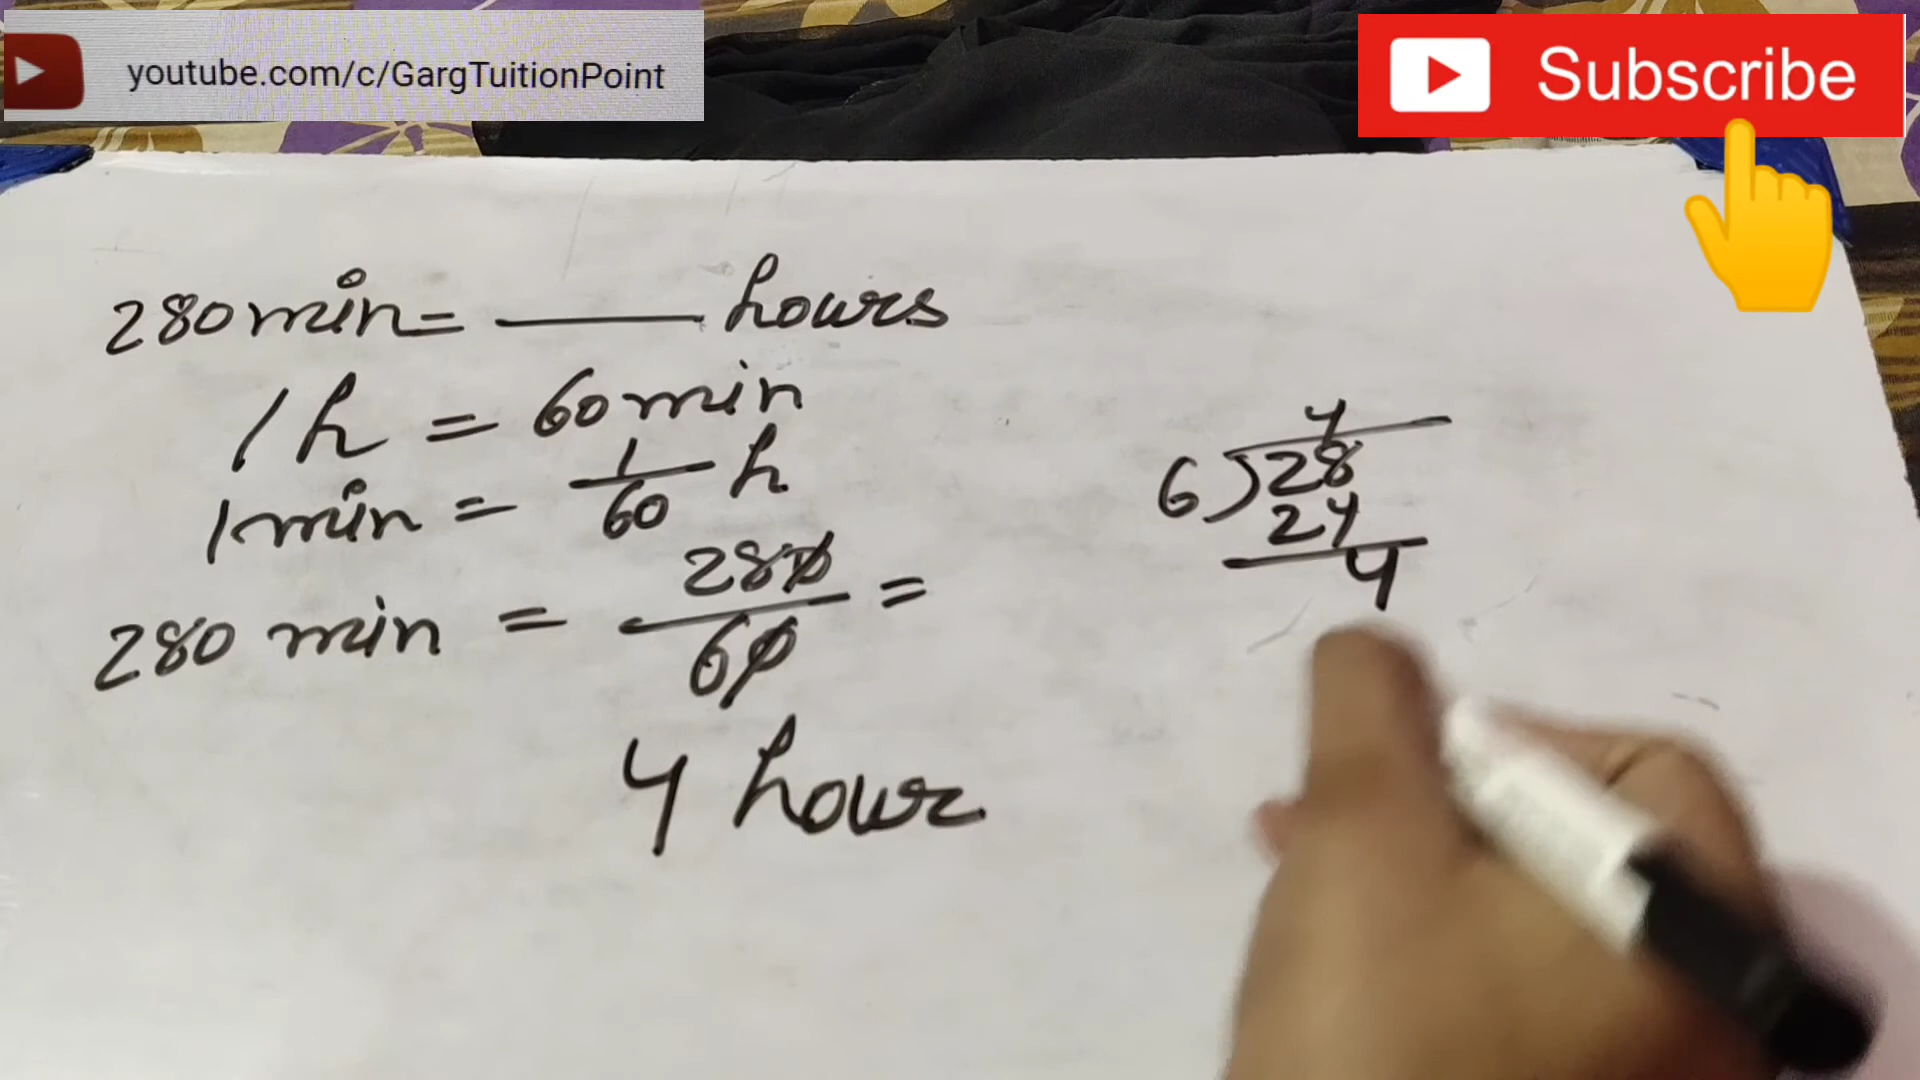 youtube.com/c/GargTuitionPoint
Subscribe
280 min = ____ hours
1 h = 60 min
1 min = 1/60 h
280 min = 280/60 =
4 hour
4
6)28
24
4